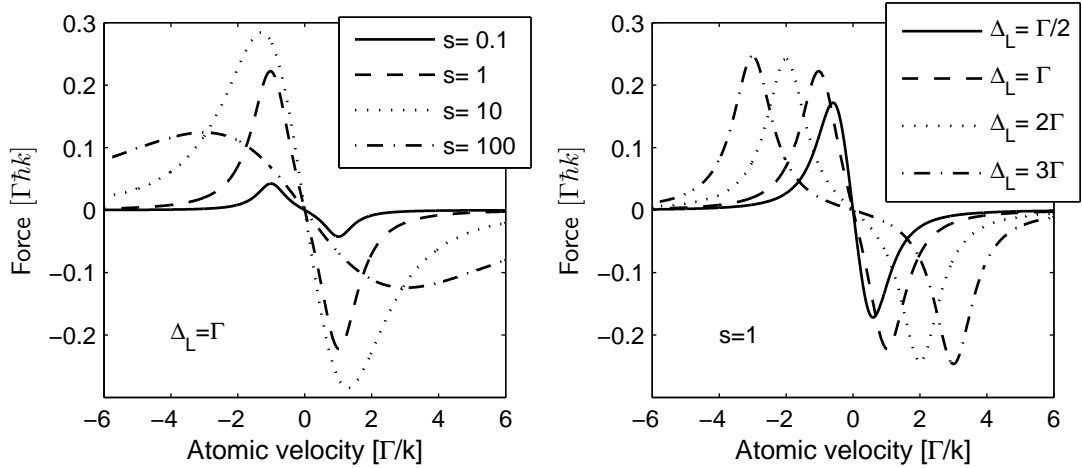 0.3
0.2
0.1
0
−0.1
−0.2
Force [Γħk]
−6 −4 −2 0 2 4 6
Atomic velocity [Γ/k]
s= 0.1
s= 1
s= 10
s= 100
Δ_L=Γ
0.3
0.2
0.1
0
−0.1
−0.2
Force [Γħk]
−6 −4 −2 0 2 4 6
Atomic velocity [Γ/k]
Δ_L= Γ/2
Δ_L= Γ
Δ_L= 2Γ
Δ_L= 3Γ
s=1